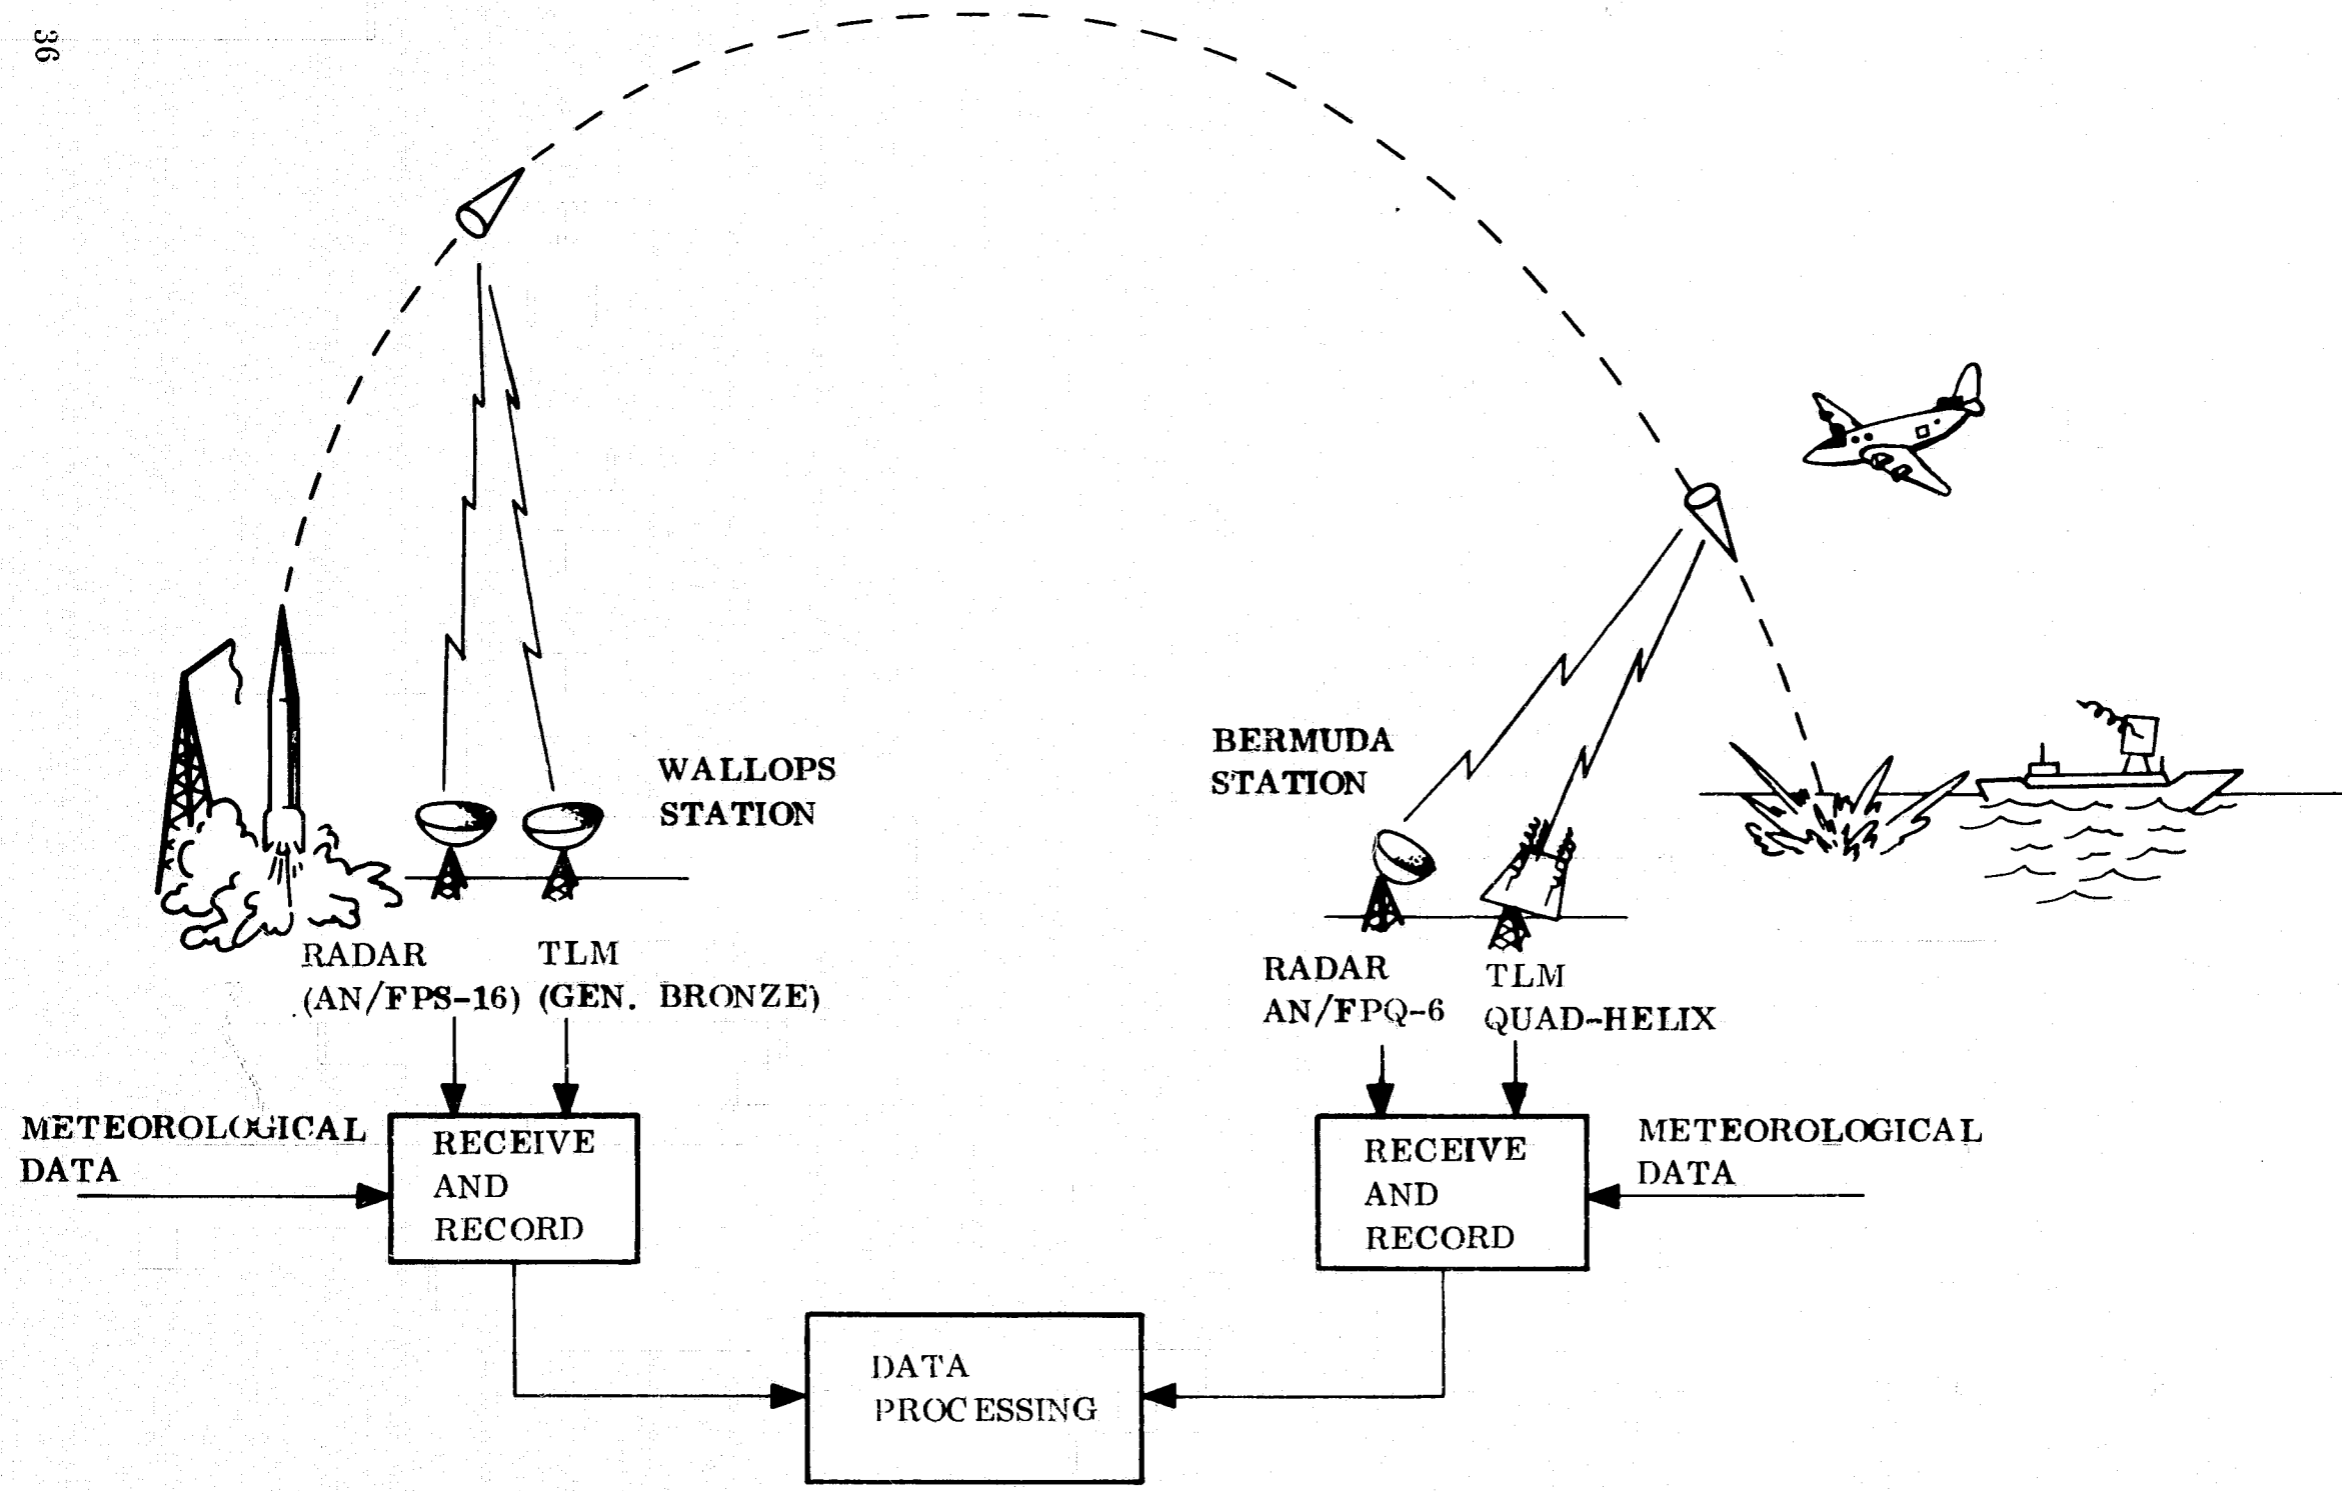 36
WALLOPS
STATION
BERMUDA
STATION
RADAR
(AN/FPS-16)
TLM
(GEN. BRONZE)
RADAR
AN/FPQ-6
TLM
QUAD-HELIX
METEOROLOGICAL
DATA
RECEIVE
AND
RECORD
RECEIVE
AND
RECORD
METEOROLOGICAL
DATA
DATA
PROCESSING